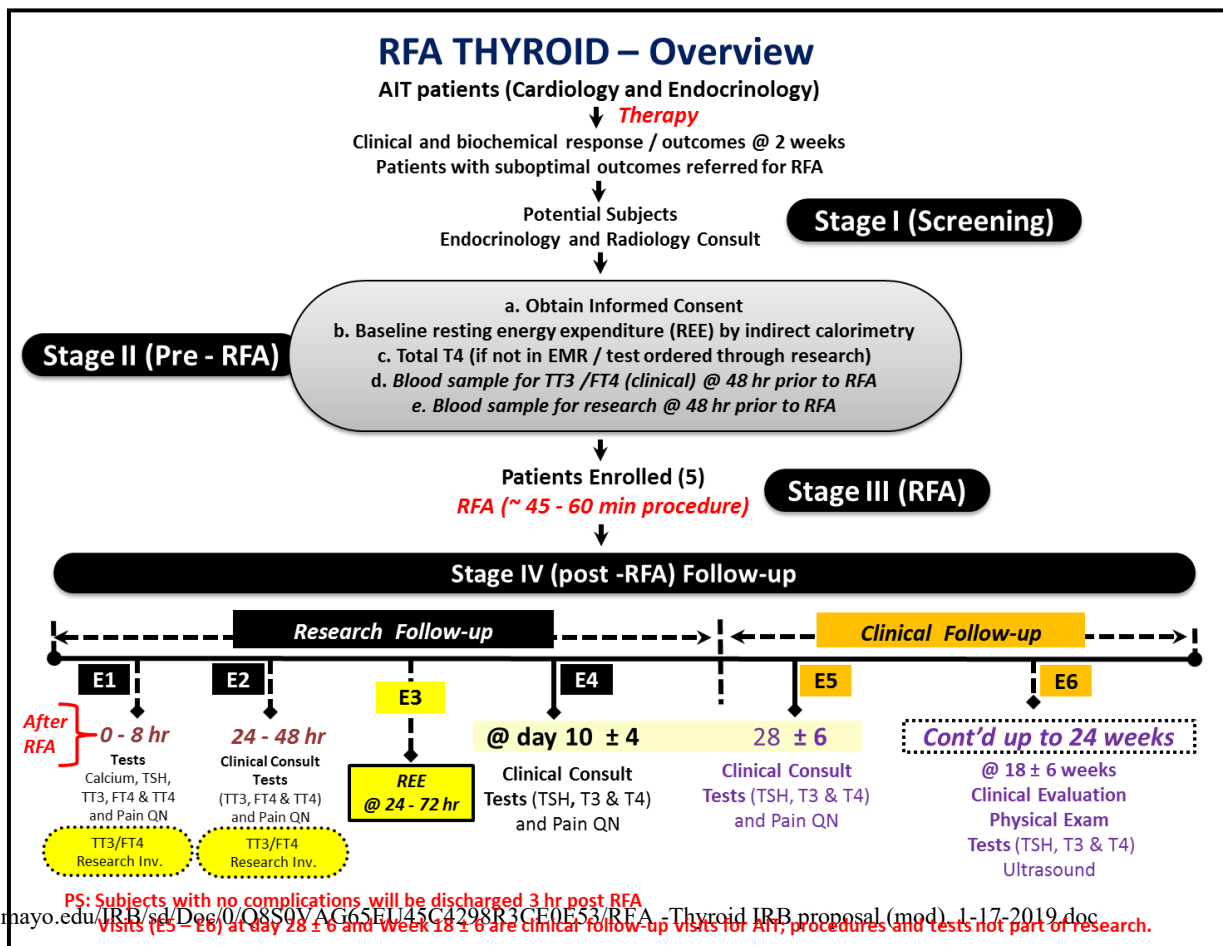 RFA THYROID – Overview
AIT patients (Cardiology and Endocrinology)
Therapy
Clinical and biochemical response / outcomes @ 2 weeks
Patients with suboptimal outcomes referred for RFA
Potential Subjects
Endocrinology and Radiology Consult
Stage I (Screening)
a. Obtain Informed Consent
b. Baseline resting energy expenditure (REE) by indirect calorimetry
c. Total T4 (if not in EMR / test ordered through research)
d. Blood sample for TT3 /FT4 (clinical) @ 48 hr prior to RFA
e. Blood sample for research @ 48 hr prior to RFA
Stage II (Pre - RFA)
Patients Enrolled (5)
RFA (~ 45 - 60 min procedure)
Stage III (RFA)
Stage IV (post -RFA) Follow-up
Research Follow-up
Clinical Follow-up
After
RFA
E1
0 - 8 hr
Tests
Calcium, TSH,
TT3, FT4 & TT4
and Pain QN
TT3/FT4
Research Inv.
E2
24 - 48 hr
Clinical Consult
Tests
(TT3, FT4 & TT4)
and Pain QN
TT3/FT4
Research Inv.
E3
REE
@ 24 - 72 hr
E4
@ day 10 ± 4
Clinical Consult
Tests (TSH, T3 & T4)
and Pain QN
E5
28 ± 6
Clinical Consult
Tests (TSH, T3 & T4)
and Pain QN
E6
Cont'd up to 24 weeks
@ 18 ± 6 weeks
Clinical Evaluation
Physical Exam
Tests (TSH, T3 & T4)
Ultrasound
PS: Subjects with no complications will be discharged 3 hr post RFA
mayo.edu/IRB/sd/Doc/0/Q8S0VAG65EU45C4298R3CE0E53/RFA -Thyroid IRB proposal (mod) 1-17-2019.doc
Visits (E5 – E6) at day 28 ± 6 and Week 18 ± 6 are clinical follow-up visits for AIT; procedures and tests not part of research.